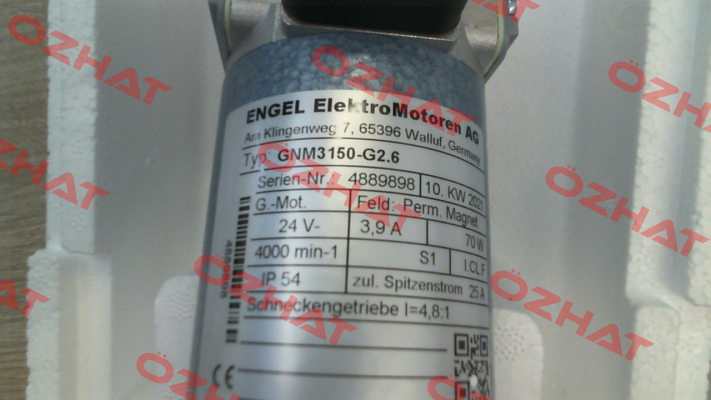 ENGEL ElektroMotoren AG
Am Klingenweg 7, 65396 Walluf, Germany
Typ: GNM3150-G2.6
Serien-Nr.: 4889898 10. KW 2021
G.-Mot. Feld: Perm. Magnet
24 V- 3,9 A 70 W
4000 min-1 S1 I.CL.F
IP 54 zul. Spitzenstrom 25 A
Schneckengetriebe I=4,8:1
4889898
CE
OZHAT
OZHAT
OZHAT
OZHAT
OZHAT
OZHAT
OZHAT
OZHAT